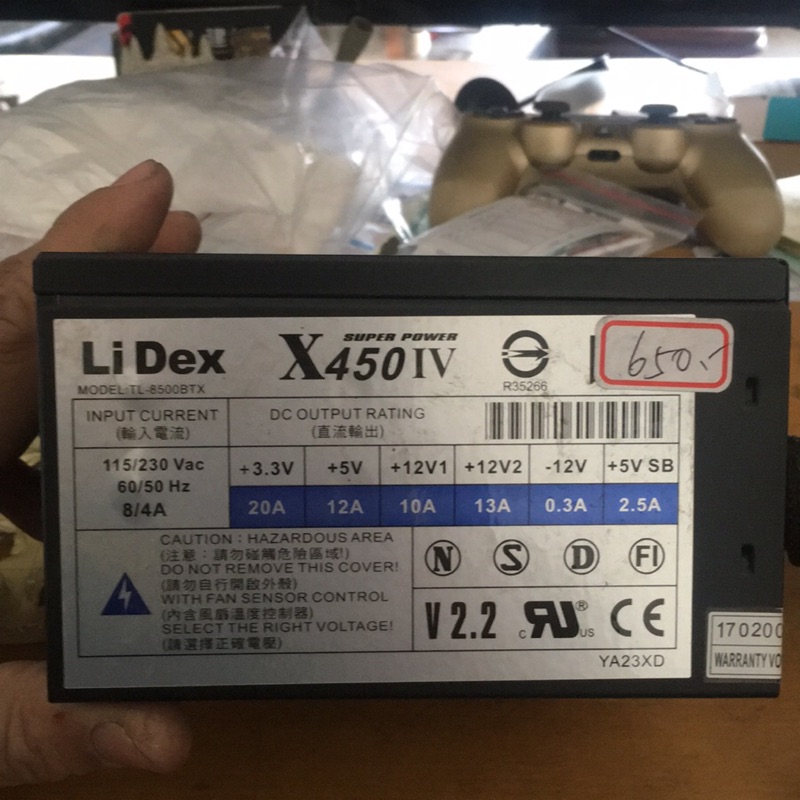 Li Dex
SUPER POWER
X450IV
MODEL:TL-8500BTX
R35266
650.-
INPUT CURRENT
(輸入電流)
DC OUTPUT RATING
(直流輸出)
115/230 Vac
60/50 Hz
8/4A
+3.3V +5V +12V1 +12V2 -12V +5V SB
20A 12A 10A 13A 0.3A 2.5A
CAUTION : HAZARDOUS AREA
(注意：請勿碰觸危險區域!)
DO NOT REMOVE THIS COVER!
(請勿自行開啟外殼)
WITH FAN SENSOR CONTROL
(內含風扇溫度控制器)
SELECT THE RIGHT VOLTAGE!
(請選擇正確電壓)
N S D FI
V 2.2 c RU® US CE
YA23XD
170200
WARRANTY VO